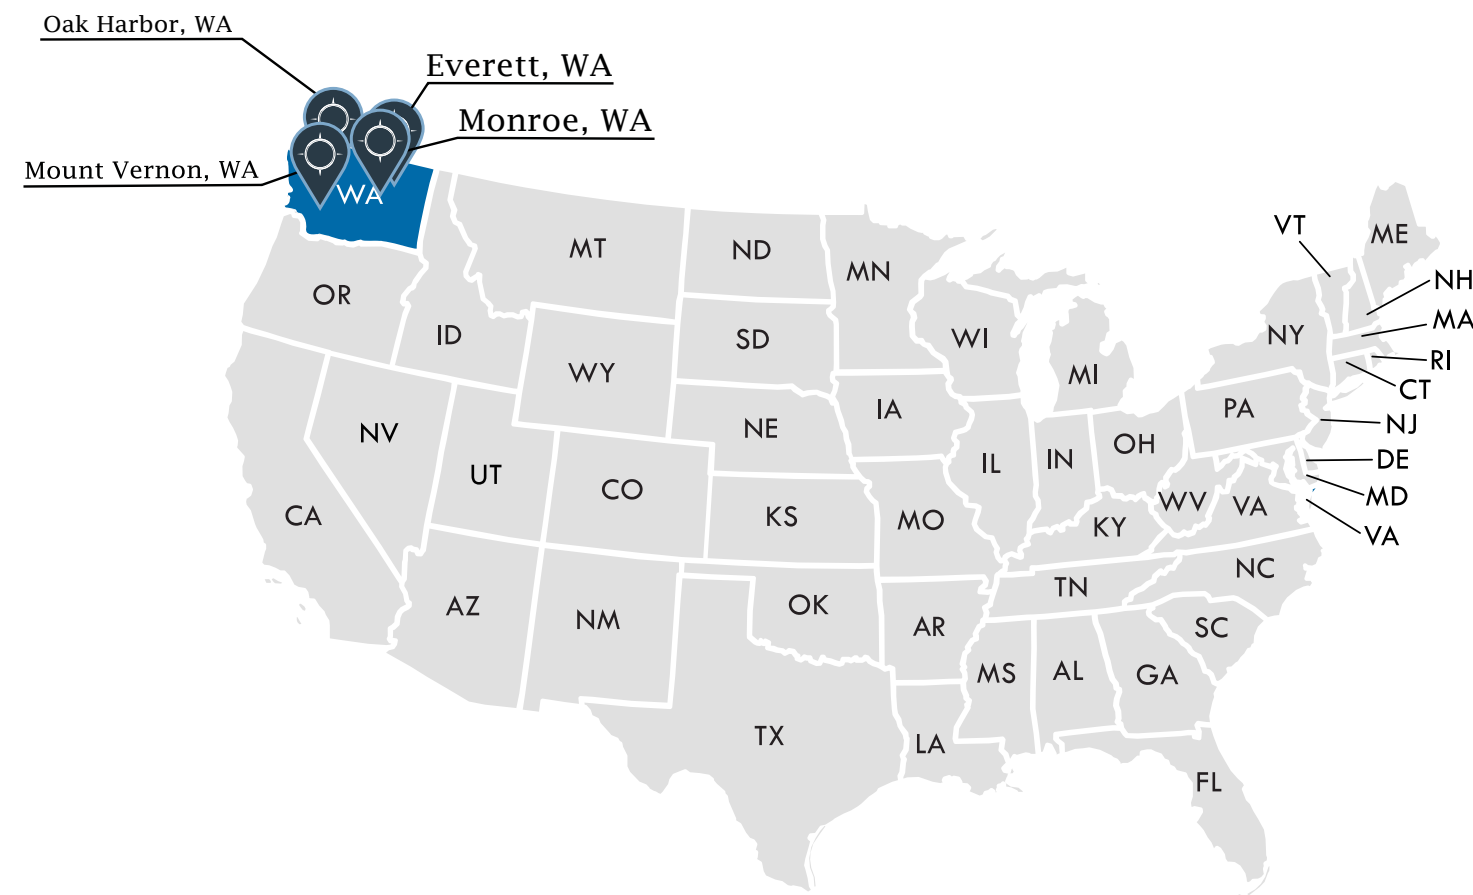 Oak Harbor, WA
Everett, WA
Monroe, WA
Mount Vernon, WA
WA
MT
ND
MN
VT
ME
OR
ID
SD
WI
NY
NH
MA
WY
MI
RI
CT
NV
NE
IA
PA
NJ
UT
CO
IL
IN
OH
DE
CA
KS
MO
KY
WV
VA
MD
VA
AZ
NM
OK
AR
TN
NC
SC
MS
AL
GA
TX
LA
FL